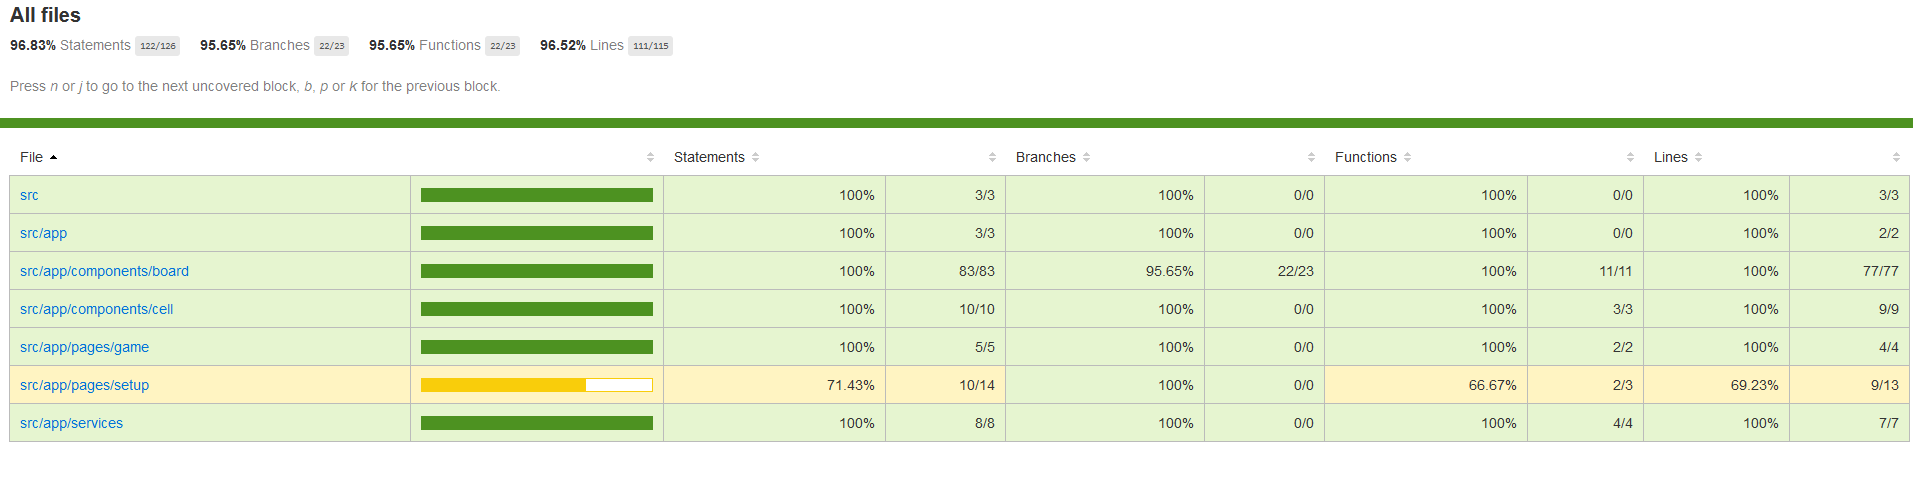 All files
96.83% Statements 122/126 95.65% Branches 22/23 95.65% Functions 22/23 96.52% Lines 111/115
Press n or j to go to the next uncovered block, b, p or k for the previous block.
File Statements Branches Functions Lines
src 100% 3/3 100% 0/0 100% 0/0 100% 3/3
src/app 100% 3/3 100% 0/0 100% 0/0 100% 2/2
src/app/components/board 100% 83/83 95.65% 22/23 100% 11/11 100% 77/77
src/app/components/cell 100% 10/10 100% 0/0 100% 3/3 100% 9/9
src/app/pages/game 100% 5/5 100% 0/0 100% 2/2 100% 4/4
src/app/pages/setup 71.43% 10/14 100% 0/0 66.67% 2/3 69.23% 9/13
src/app/services 100% 8/8 100% 0/0 100% 4/4 100% 7/7